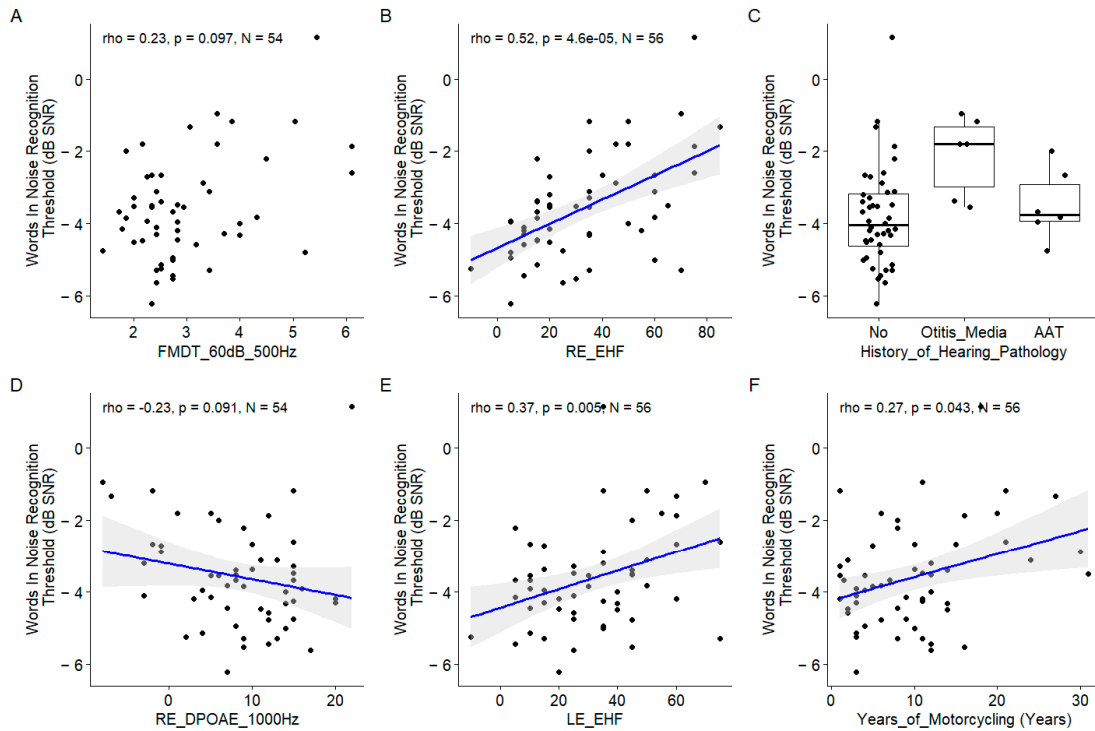 A
rho = 0.23, p = 0.097, N = 54
Words In Noise Recognition
Threshold (dB SNR)
0
− 2
− 4
− 6
2 3 4 5 6
FMDT_60dB_500Hz
B
rho = 0.52, p = 4.6e-05, N = 56
Words In Noise Recognition
Threshold (dB SNR)
0
− 2
− 4
− 6
0 20 40 60 80
RE_EHF
C
Words In Noise Recognition
Threshold (dB SNR)
0
− 2
− 4
− 6
No Otitis_Media AAT
History_of_Hearing_Pathology
D
rho = -0.23, p = 0.091, N = 54
Words In Noise Recognition
Threshold (dB SNR)
0
− 2
− 4
− 6
0 10 20
RE_DPOAE_1000Hz
E
rho = 0.37, p = 0.005, N = 56
Words In Noise Recognition
Threshold (dB SNR)
0
− 2
− 4
− 6
0 20 40 60
LE_EHF
F
rho = 0.27, p = 0.043, N = 56
Words In Noise Recognition
Threshold (dB SNR)
0
− 2
− 4
− 6
0 10 20 30
Years_of_Motorcycling (Years)